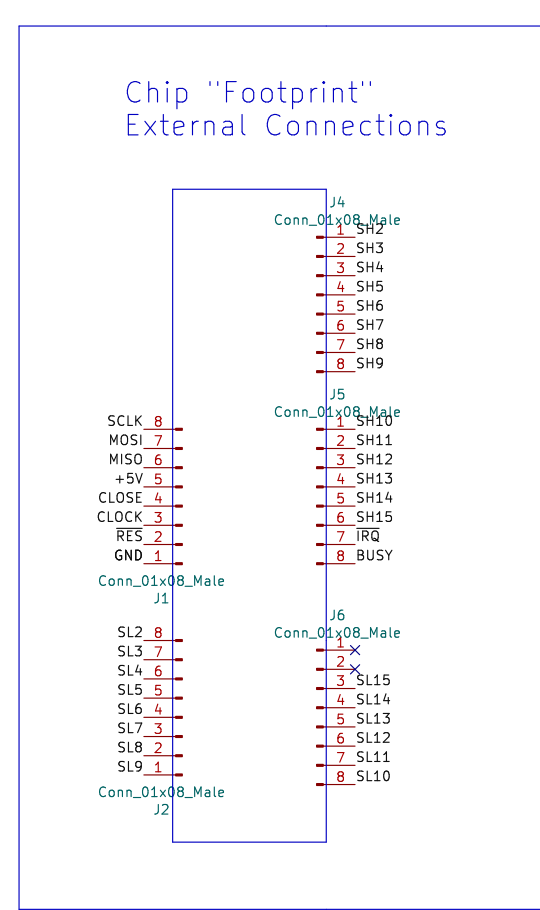 Chip "Footprint"
External Connections
J4
Conn_01x08_Male
1 SH2
2 SH3
3 SH4
4 SH5
5 SH6
6 SH7
7 SH8
8 SH9
J5
Conn_01x08_Male
1 SH10
2 SH11
3 SH12
4 SH13
5 SH14
6 SH15
7 IRQ
8 BUSY
SCLK 8
MOSI 7
MISO 6
+5V 5
CLOSE 4
CLOCK 3
RES 2
GND 1
Conn_01x08_Male
J1
J6
Conn_01x08_Male
1
2
3 SL15
4 SL14
5 SL13
6 SL12
7 SL11
8 SL10
SL2 8
SL3 7
SL4 6
SL5 5
SL6 4
SL7 3
SL8 2
SL9 1
Conn_01x08_Male
J2